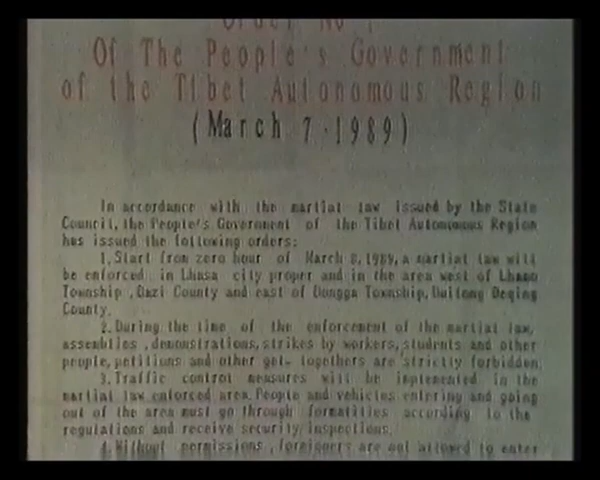 Order No 1
Of The People's Government
of the Tibet Autonomous Region
(March 7·1989)
In accordance with the martial law issued by the State
Council, the People's Government of the Tibet Autonomous Region
has issued the following orders:
1. Start from zero hour of March 8, 1989, a martial law will
be enforced in Lhasa city proper and in the area west of Lhamo
Township, Dazi County and east of Dongga Township, Duilong Deqing
County.
2. During the time of the enforcement of the martial law,
assemblies, demonstrations, strikes by workers, students and other
people, petitions and other get-togethers are strictly forbidden.
3. Traffic control measures will be implemented in the
martial law enforced area. People and vehicles entering and going
out of the area must go through formalities according to the
regulations and receive security inspections.
4. Without permissions, foreigners are not allowed to enter